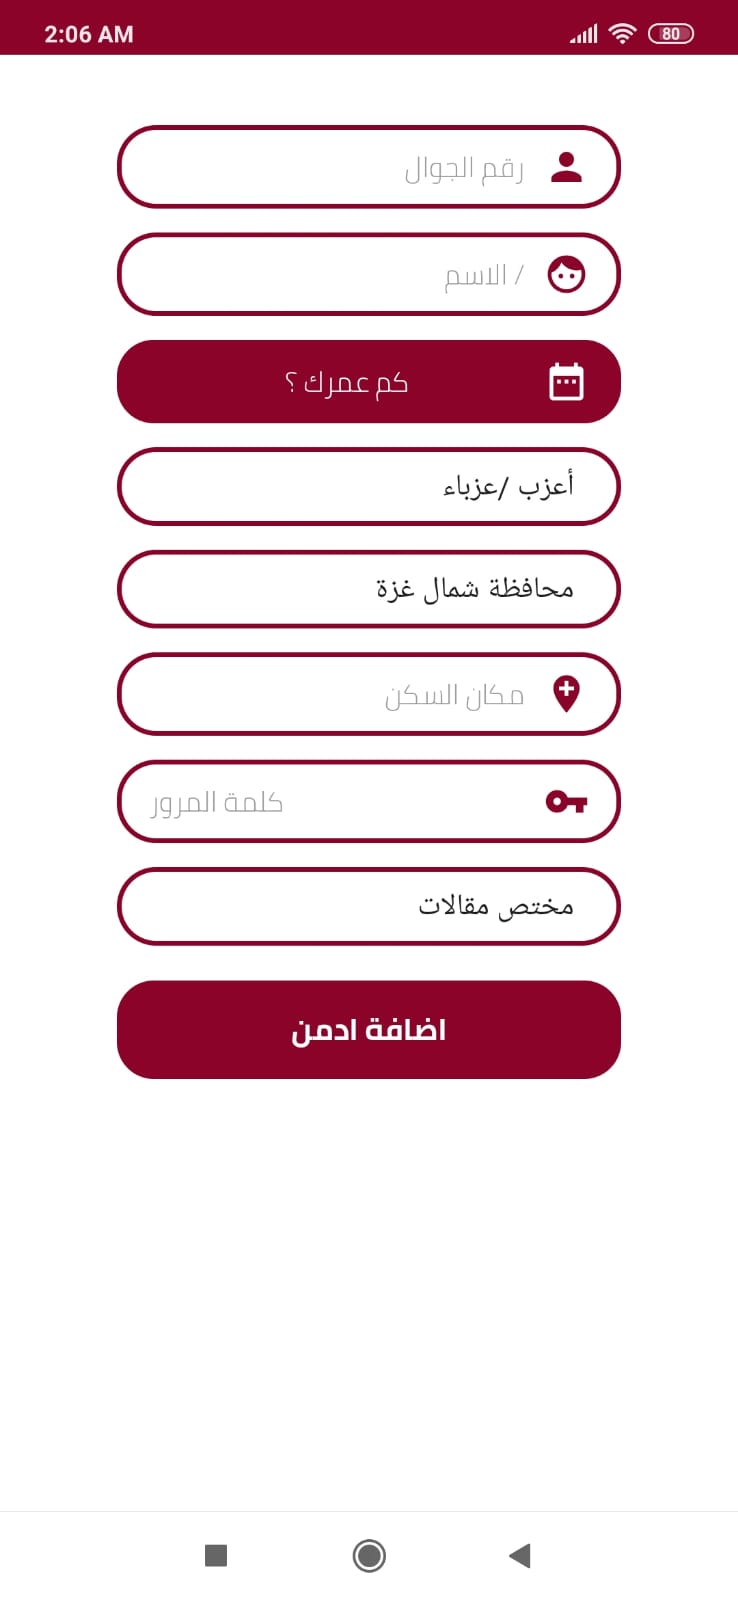 2:06 AM
80
رقم الجوال
الاسم /
كم عمرك ؟
أعزب /عزباء
محافظة شمال غزة
مكان السكن
كلمة المرور
مختص مقالات
اضافة ادمن